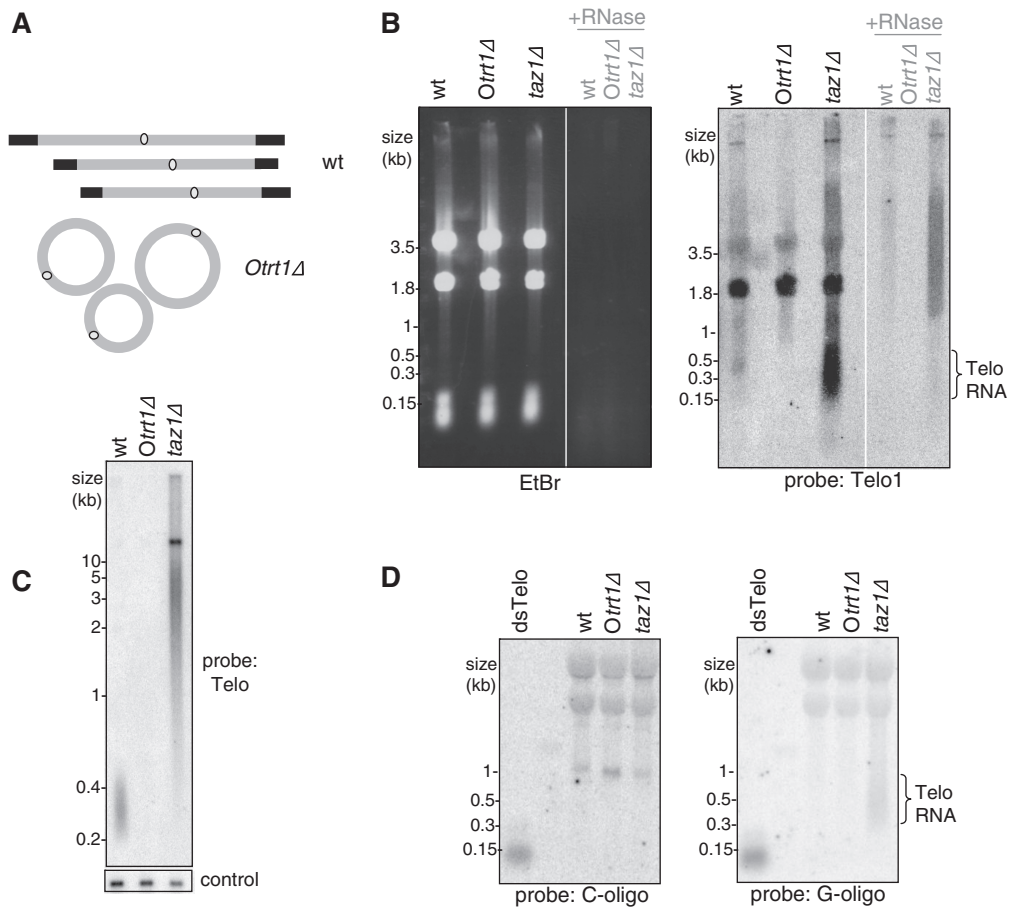 A
wt
Otrt1Δ
B
+RNase
wt
Otrt1Δ
taz1Δ
wt
Otrt1Δ
taz1Δ
size
(kb)
3.5-
1.8-
1-
0.5-
0.3-
0.15-
EtBr
+RNase
wt
Otrt1Δ
taz1Δ
wt
Otrt1Δ
taz1Δ
size
(kb)
3.5-
1.8-
1-
0.5-
0.3-
0.15-
Telo
RNA
probe: Telo1
C
wt
Otrt1Δ
taz1Δ
size
(kb)
10-
5-
3-
2-
1-
0.4-
0.2-
probe:
Telo
control
D
dsTelo
wt
Otrt1Δ
taz1Δ
size
(kb)
1-
0.5-
0.3-
0.15-
probe: C-oligo
dsTelo
wt
Otrt1Δ
taz1Δ
size
(kb)
1-
0.5-
0.3-
0.15-
Telo
RNA
probe: G-oligo